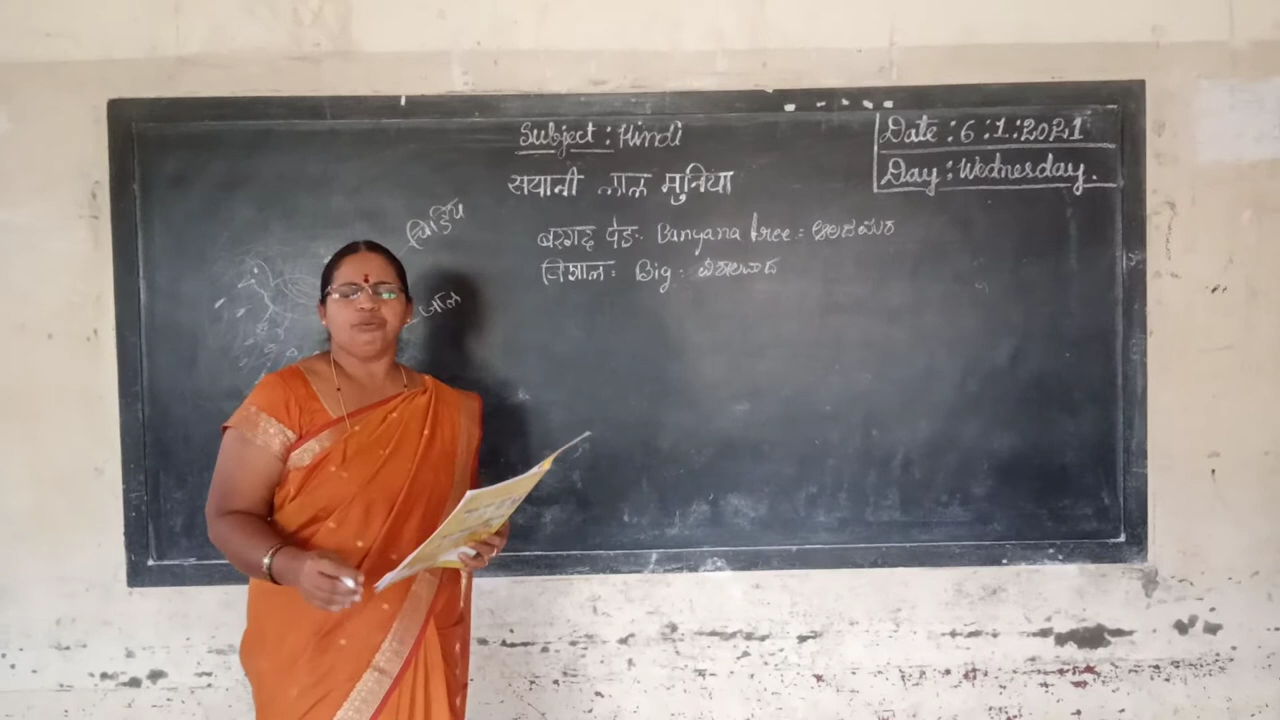 Subject : Hindi
Date : 6:1:2021
Day : Wednesday.
सयानी लाल मुनिया
बरगद पेड : Banyana tree : ಆಲದಮರ
विशाल : Big : ವಿಶಾಲವಾದ
चिड़िया
जाल